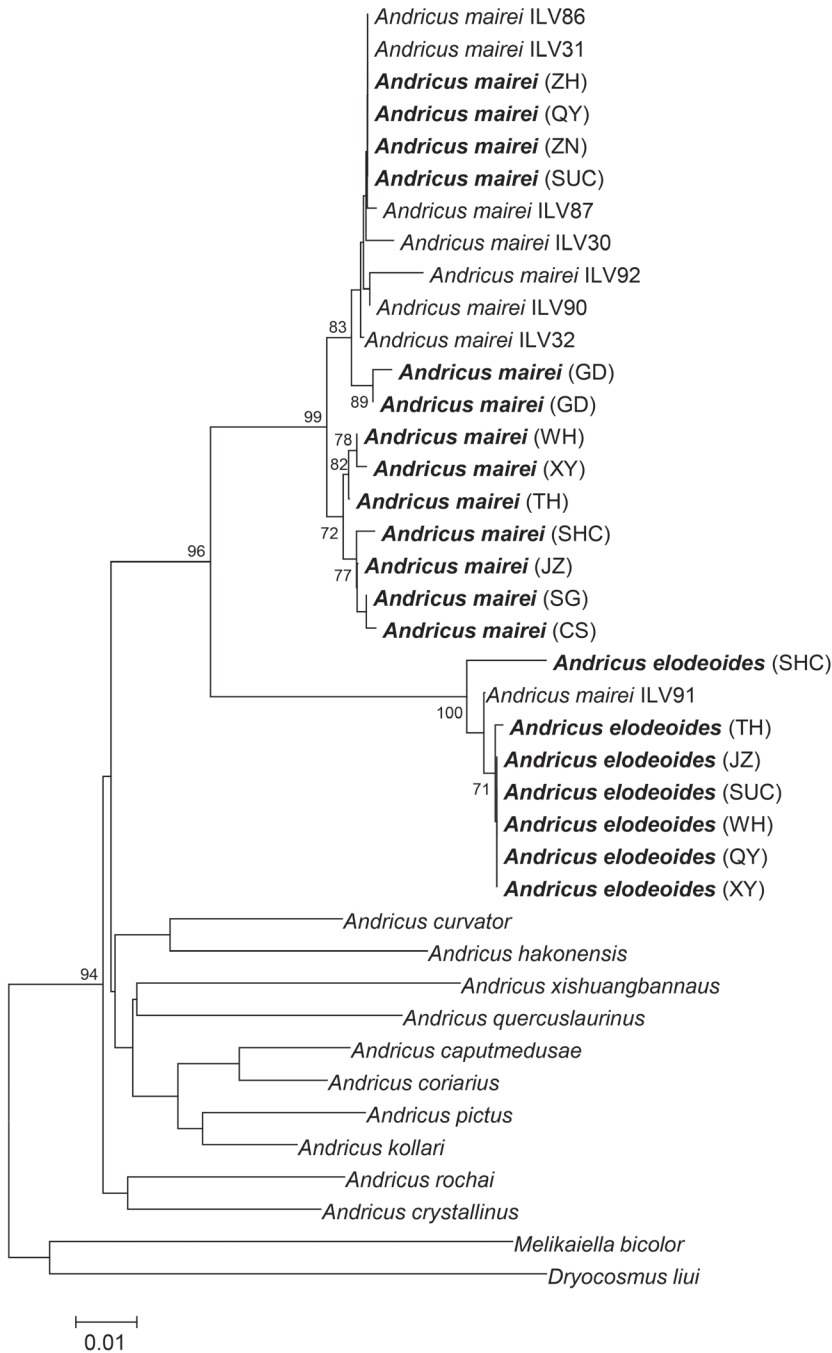 Andricus mairei ILV86
Andricus mairei ILV31
Andricus mairei (ZH)
Andricus mairei (QY)
Andricus mairei (ZN)
Andricus mairei (SUC)
Andricus mairei ILV87
Andricus mairei ILV30
Andricus mairei ILV92
Andricus mairei ILV90
83
Andricus mairei ILV32
Andricus mairei (GD)
89
Andricus mairei (GD)
99
78
Andricus mairei (WH)
82
Andricus mairei (XY)
Andricus mairei (TH)
72
Andricus mairei (SHC)
96
77
Andricus mairei (JZ)
Andricus mairei (SG)
Andricus mairei (CS)
Andricus elodeoides (SHC)
Andricus mairei ILV91
100
Andricus elodeoides (TH)
Andricus elodeoides (JZ)
71
Andricus elodeoides (SUC)
Andricus elodeoides (WH)
Andricus elodeoides (QY)
Andricus elodeoides (XY)
Andricus curvator
Andricus hakonensis
94
Andricus xishuangbannaus
Andricus quercuslaurinus
Andricus caputmedusae
Andricus coriarius
Andricus pictus
Andricus kollari
Andricus rochai
Andricus crystallinus
Melikaiella bicolor
Dryocosmus liui
0.01